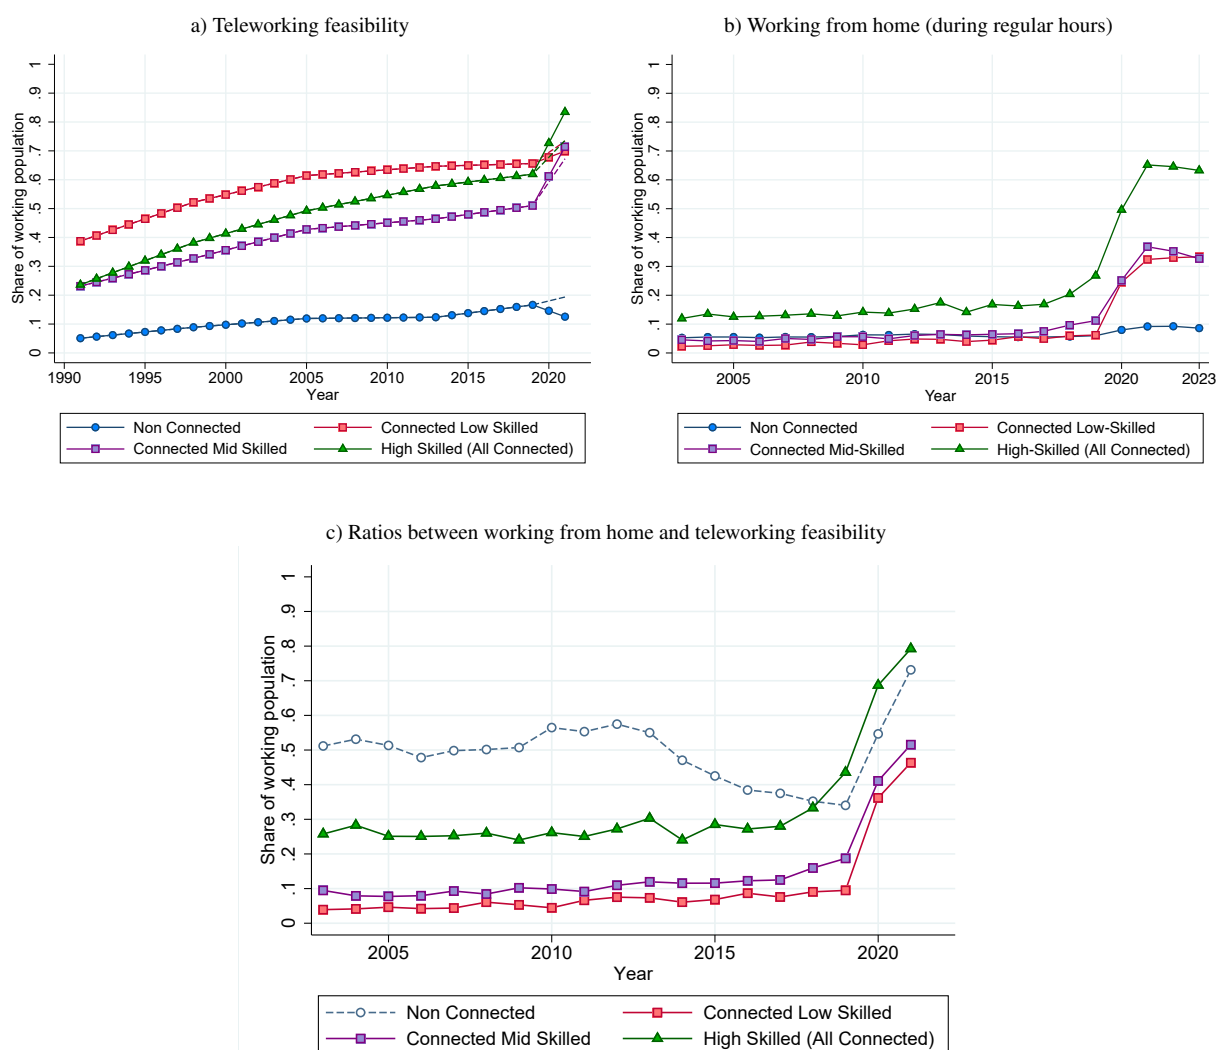 a) Teleworking feasibility
Share of working population
1
.9
.8
.7
.6
.5
.4
.3
.2
.1
0
1990 1995 2000 2005 2010 2015 2020
Year
Non Connected Connected Low Skilled
Connected Mid Skilled High Skilled (All Connected)
b) Working from home (during regular hours)
Share of working population
1
.9
.8
.7
.6
.5
.4
.3
.2
.1
0
2005 2010 2015 2020 2023
Year
Non Connected Connected Low-Skilled
Connected Mid-Skilled High-Skilled (All Connected)
c) Ratios between working from home and teleworking feasibility
Share of working population
1
.9
.8
.7
.6
.5
.4
.3
.2
.1
0
2005 2010 2015 2020
Year
Non Connected Connected Low Skilled
Connected Mid Skilled High Skilled (All Connected)